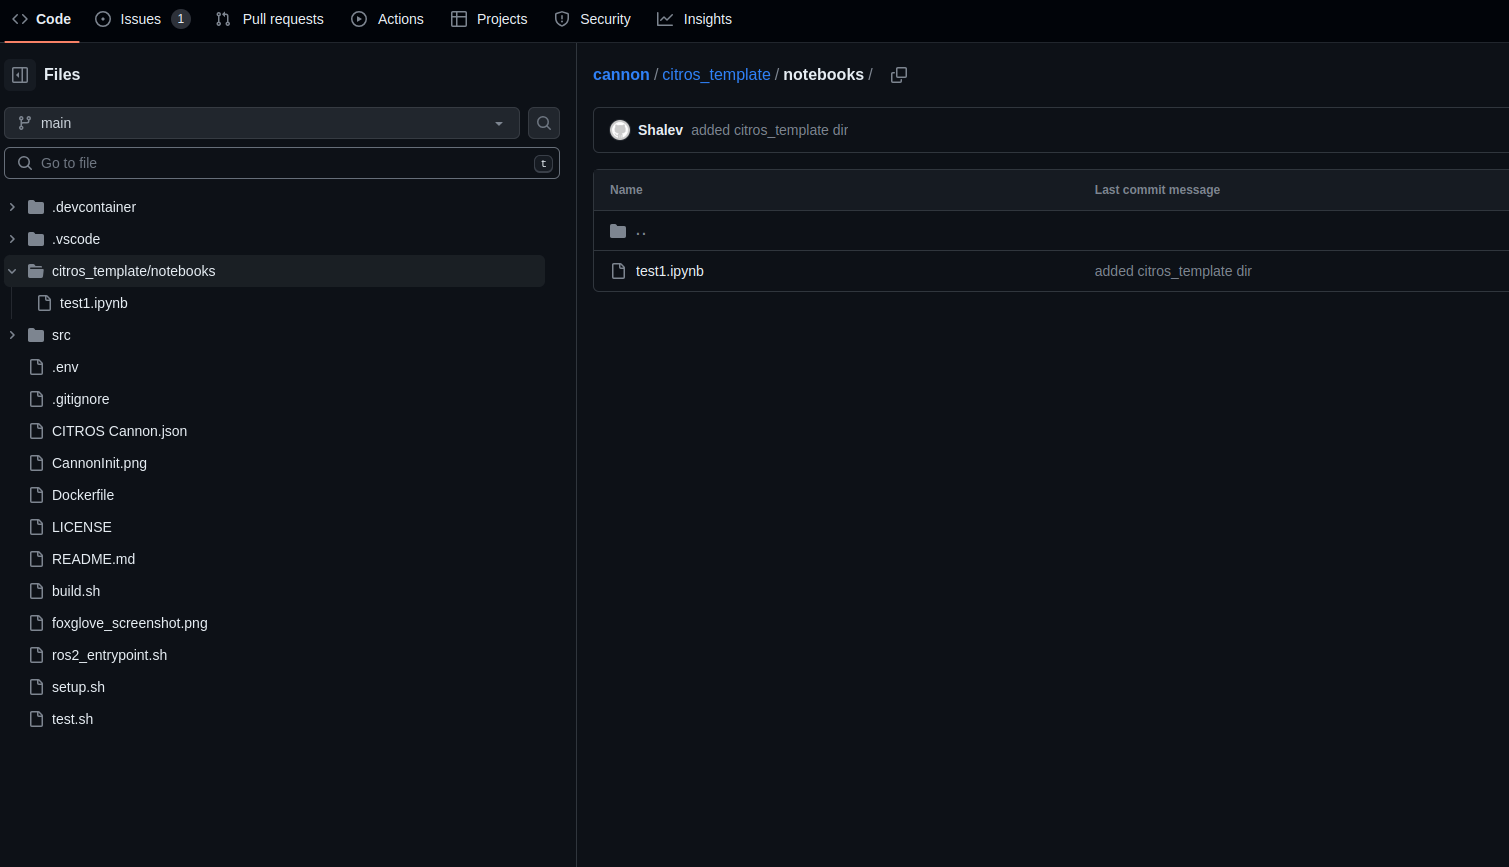 Code Issues 1 Pull requests Actions Projects Security Insights
Files
main
Go to file t
.devcontainer
.vscode
citros_template/notebooks
test1.ipynb
src
.env
.gitignore
CITROS Cannon.json
CannonInit.png
Dockerfile
LICENSE
README.md
build.sh
foxglove_screenshot.png
ros2_entrypoint.sh
setup.sh
test.sh
cannon / citros_template / notebooks /
Shalev added citros_template dir
Name Last commit message
..
test1.ipynb added citros_template dir